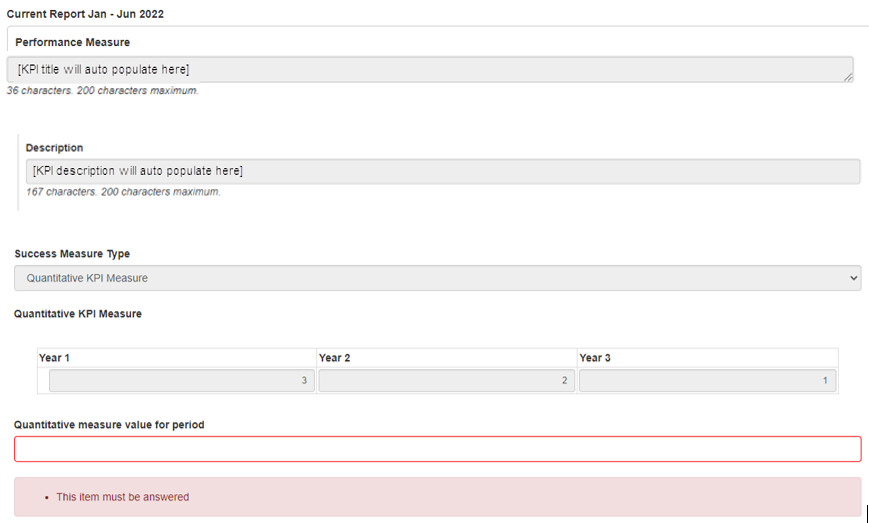 Current Report Jan - Jun 2022
Performance Measure
[KPI title will auto populate here]
36 characters. 200 characters maximum.
Description
[KPI description will auto populate here]
167 characters. 200 characters maximum.
Success Measure Type
Quantitative KPI Measure
Quantitative KPI Measure
Year 1 Year 2 Year 3
3 2 1
Quantitative measure value for period
• This item must be answered